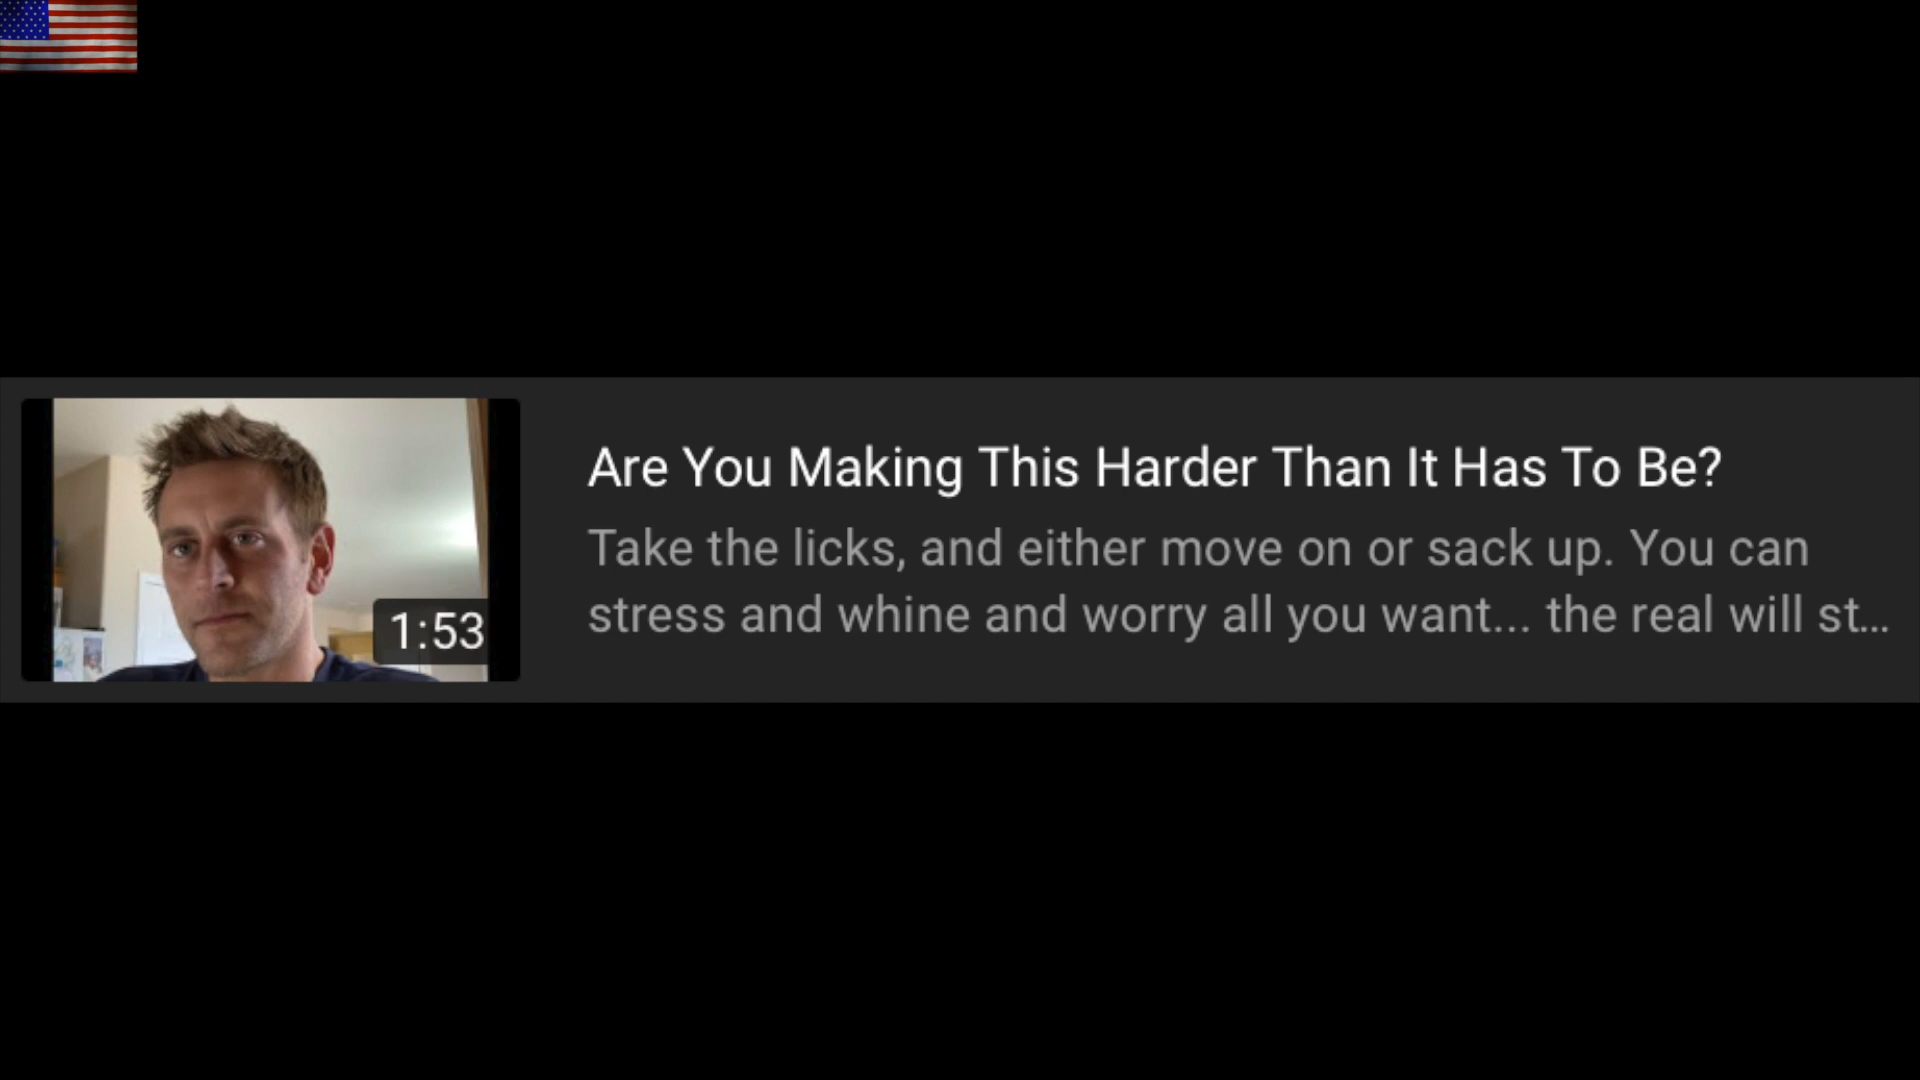 Are You Making This Harder Than It Has To Be?
Take the licks, and either move on or sack up. You can
stress and whine and worry all you want... the real will st...
1:53